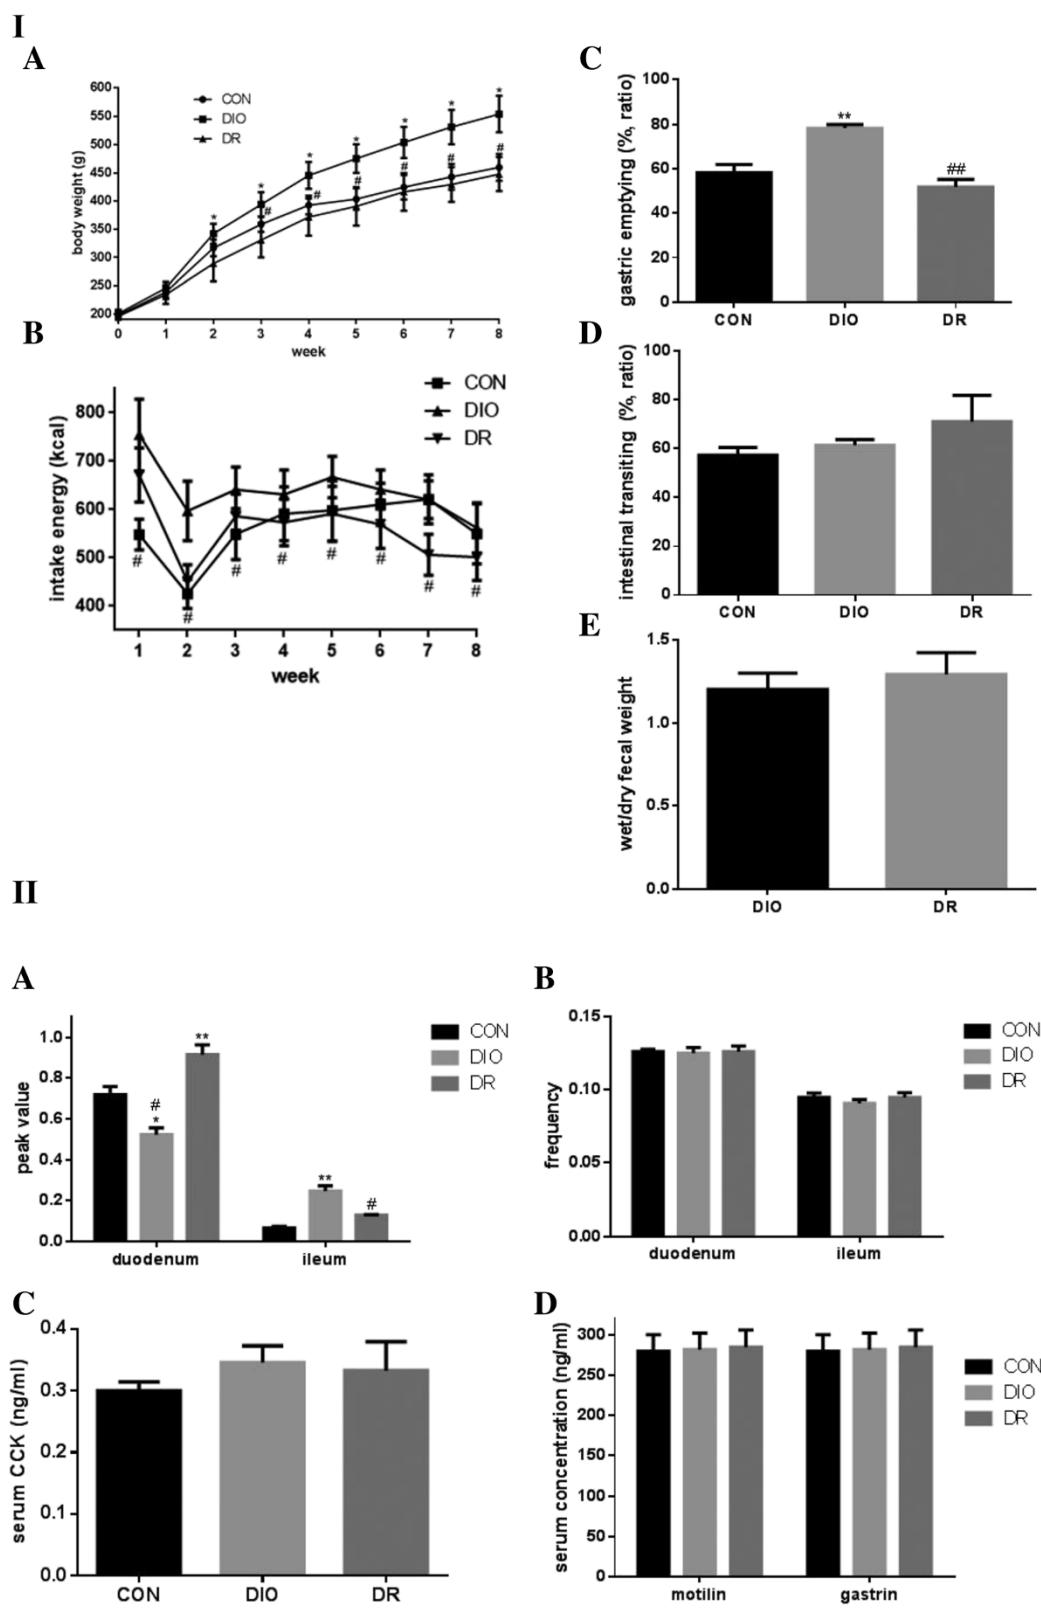 I
A
600
550
500
450
400
350
300
250
200
body weight (g)
CON
DIO
DR
* * * * * * *
# # # # # #
0 1 2 3 4 5 6 7 8
week
B
800
700
600
500
400
intake energy (kcal)
CON
DIO
DR
# # # # # # # #
1 2 3 4 5 6 7 8
week
C
100
80
60
40
20
0
gastric emptying (%, ratio)
**
##
CON DIO DR
D
100
80
60
40
20
0
intestinal transiting (%, ratio)
CON DIO DR
E
1.5
1.0
0.5
0.0
wet/dry fecal weight
DIO DR
II
A
1.0
0.8
0.6
0.4
0.2
0.0
peak value
#
*
**
**
#
CON
DIO
DR
duodenum ileum
B
0.15
0.10
0.05
0.00
frequency
CON
DIO
DR
duodenum ileum
C
0.4
0.3
0.2
0.1
0.0
serum CCK (ng/ml)
CON DIO DR
D
300
250
200
150
100
50
0
serum concentration (ng/ml)
CON
DIO
DR
motilin gastrin